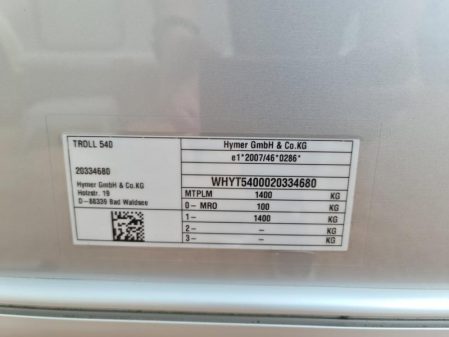 TROLL 540
20334680
Hymer GmbH & Co.KG
Holzstr. 19
D-88339 Bad Waldsee
Hymer GmbH & Co.KG
e1*2007/46*0286*
WHYT5400020334680
MTPLM 1400 KG
0- MRO 100 KG
1- 1400 KG
2- – KG
3- – KG